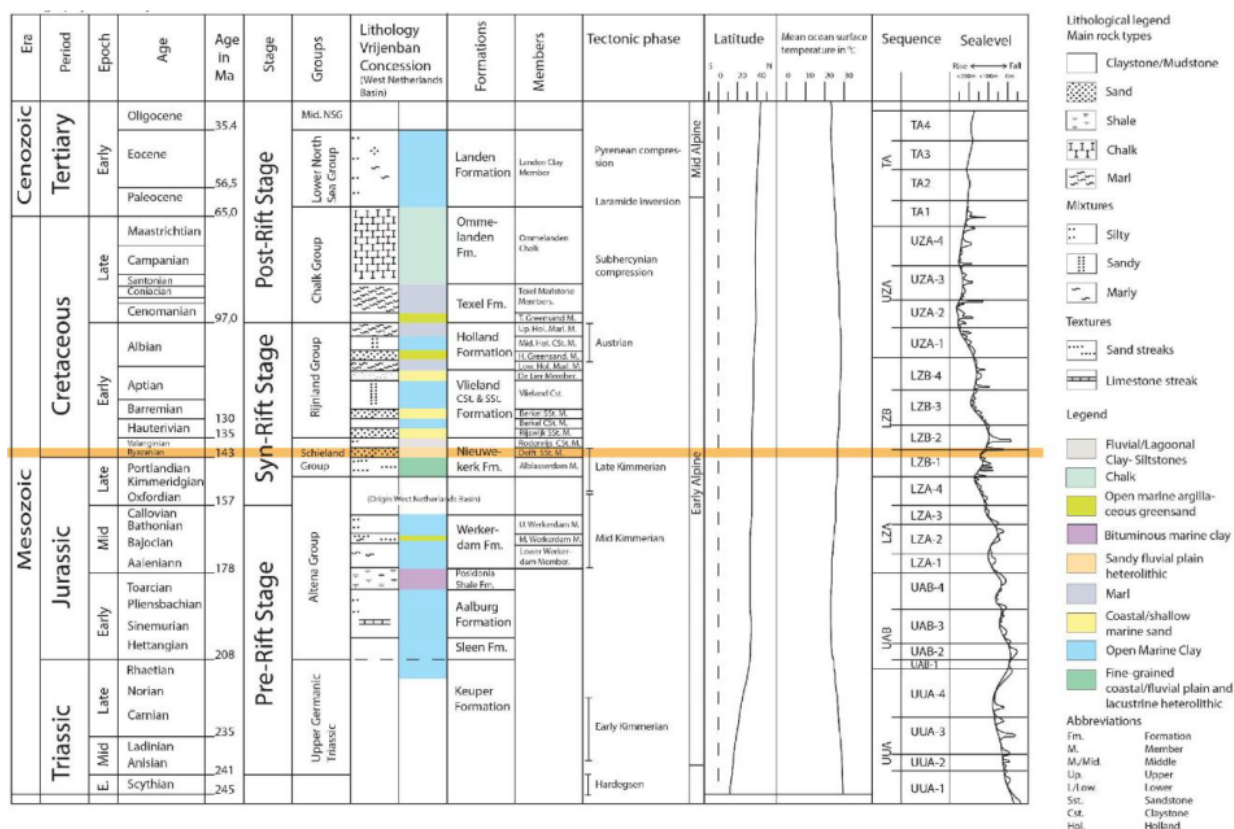 Era
Period
Epoch
Age
Age
in
Ma
Stage
Groups
Lithology
Vrijenban
Concession
(West Netherlands
Basin)
Formations
Members
Tectonic phase
Latitude
S
N
0
20
40
Mean ocean surface
temperature in °c
0
10
20
30
Sequence
Sealevel
Rise
Fall
Cenozoic
Mesozoic
Tertiary
Cretaceous
Jurassic
Triassic
Early
Late
Early
Late
Mid
Early
Late
Mid
E.
Oligocene
Eocene
Paleocene
Maastrichtian
Campanian
Santonian
Coniacian
Cenomanian
Albian
Aptian
Barremian
Hauterivian
Valanginian
Ryazanian
Portlandian
Kimmeridgian
Oxfordian
Callovian
Bathonian
Bajocian
Aaleniann
Toarcian
Pliensbachian
Sinemurian
Hettangian
Rhaetian
Norian
Carnian
Ladinian
Anisian
Scythian
35,4
56,5
65,0
97,0
130
135
143
157
178
208
235
241
245
Post-Rift Stage
Syn-Rift Stage
Pre-Rift Stage
Mid. NSG
Lower North
Sea Group
Chalk Group
Rijnland Group
Schieland
Group
Altena Group
Upper Germanic
Triassic
(Origin West Netherlands Basin)
Landen
Formation
Omme-
landen
Fm.
Texel Fm.
Holland
Formation
Vlieland
CSt. & SSt.
Formation
Nieuwe-
kerk Fm.
Werker-
dam Fm.
Posidonia
Shale Fm.
Aalburg
Formation
Sleen Fm.
Keuper
Formation
Landen Clay
Member
Ommelanden
Chalk
Texel Marlstone
Members.
T. Greensand M.
Up. Hol. Marl. M.
Mid. Hol. CSt. M.
H. Greensand. M.
Low. Hol. Marl. M.
De Lier Member.
Vlieland Cst.
Berkel SSt. M.
Berkel CSt. M.
Rijswijk SSt. M.
Rodenrijs CSt. M.
Delft SSt. M.
Alblasserdam M.
U. Werkerdam M.
M. Werkerdam M.
Lower Werker-
dam Member.
Pyrenean compres-
sion
Laramide inversion
Subhercynian
compression
Austrian
Late Kimmerian
Mid Kimmerian
Early Kimmerian
Hardegsen
Mid Alpine
Early Alpine
TA
UZA
LZB
LZA
UAB
UUA
TA4
TA3
TA2
TA1
UZA-4
UZA-3
UZA-2
UZA-1
LZB-4
LZB-3
LZB-2
LZB-1
LZA-4
LZA-3
LZA-2
LZA-1
UAB-4
UAB-3
UAB-2
UAB-1
UUA-4
UUA-3
UUA-2
UUA-1
Lithological legend
Main rock types
Claystone/Mudstone
Sand
Shale
Chalk
Marl
Mixtures
Silty
Sandy
Marly
Textures
Sand streaks
Limestone streak
Legend
Fluvial/Lagoonal
Clay- Siltstones
Chalk
Open marine argilla-
ceous greensand
Bituminous marine clay
Sandy fluvial plain
heterolithic
Marl
Coastal/shallow
marine sand
Open Marine Clay
Fine-grained
coastal/fluvial plain and
lacustrine heterolithic
Abbreviations
Fm. Formation
M. Member
M./Mid. Middle
Up. Upper
L/Low. Lower
Sst. Sandstone
Cst. Claystone
Hol. Holland